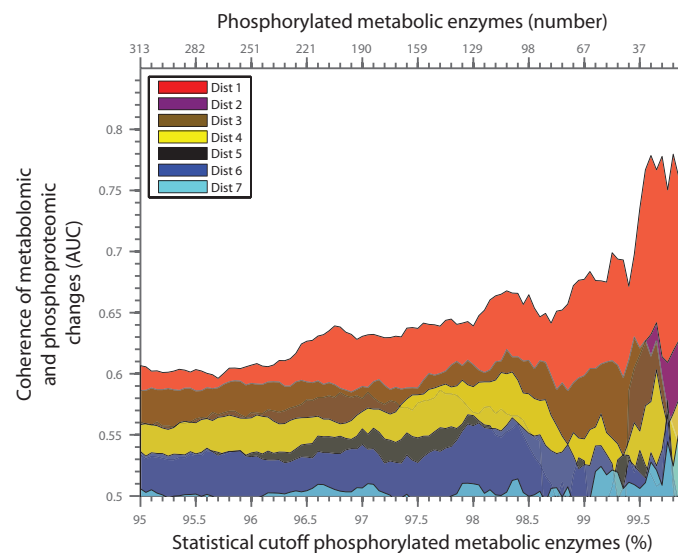 Phosphorylated metabolic enzymes (number)
313 282 251 221 190 159 129 98 67 37
Dist 1
Dist 2
Dist 3
Dist 4
Dist 5
Dist 6
Dist 7
0.8
0.75
0.7
0.65
0.6
0.55
0.5
Coherence of metabolomic
and phosphoproteomic
changes (AUC)
95 95.5 96 96.5 97 97.5 98 98.5 99 99.5
Statistical cutoff phosphorylated metabolic enzymes (%)